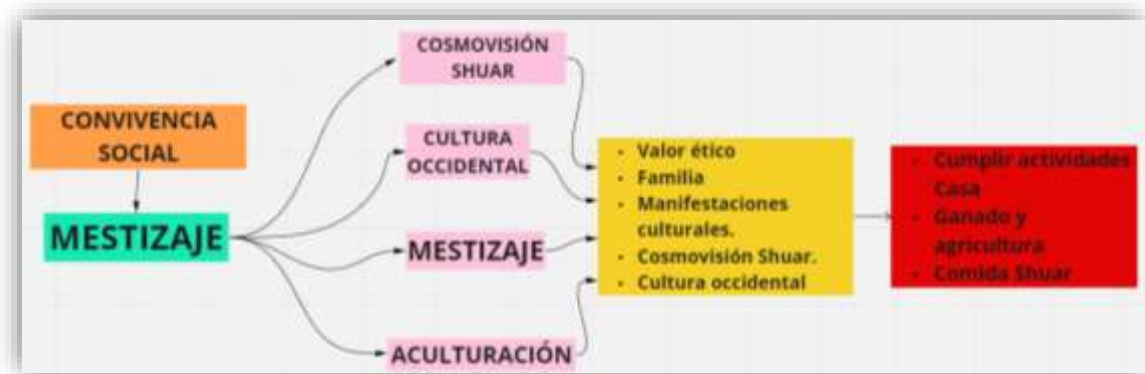 CONVIVENCIA
SOCIAL
MESTIZAJE
COSMOVISIÓN
SHUAR
CULTURA
OCCIDENTAL
MESTIZAJE
ACULTURACIÓN
• Valor ético
• Familia
• Manifestaciones
culturales.
• Cosmovisión Shuar.
• Cultura occidental
• Cumplir actividades
Casa
• Ganado y
agricultura
• Comida Shuar